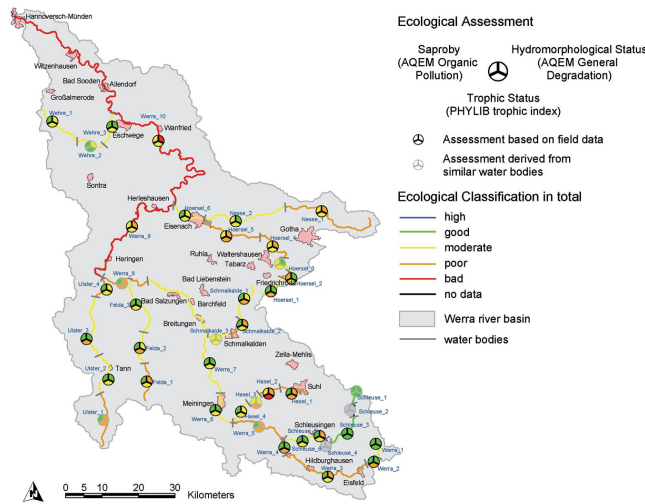 Hannoversch-Münden
Witzenhausen
Bad Sooden
Allendorf
Großalmerode
Wehre_1
Wehre_3
Werra_10
Eschwege
Wanfried
Wehre_2
Sontra
Herleshausen
Hoersel_6
Nesse_2
Nesse_1
Eisenach
Werra_9
Hoersel_5
Hoersel_4
Gotha
Ruhla
Waltershausen
Tabarz
Heringen
Hoersel_3
Werra_8
Ulster_4
Bad Liebenstein
Friedrichroda
Hoersel_2
Felda_3
Bad Salzungen
Schmalkalde_1
Barchfeld
Hoersel_1
Breitungen
Ulster_3
Schmalkalde_3
Schmalkalde_2
Schmalkalden
Felda_2
Zella-Mehlis
Ulster_2
Tann
Werra_7
Felda_1
Hasel_2
Suhl
Hasel_3
Hasel_1
Meiningen
Schleuse_1
Ulster_1
Hasel_4
Schleuse_2
Werra_6
Werra_5
Schleusingen
Schleuse_3
Schleuse_5
Schleuse_6
Schleuse_4
Werra_4
Werra_1
Hildburghausen
Werra_3
Werra_2
Eisfeld
N
0 5 10 20 30
Kilometers
Ecological Assessment
Saproby
(AQEM Organic
Pollution)
Hydromorphological Status
(AQEM General
Degradation)
Trophic Status
(PHYLIB trophic index)
Assessment based on field data
Assessment derived from
similar water bodies
Ecological Classification in total
high
good
moderate
poor
bad
no data
Werra river basin
water bodies